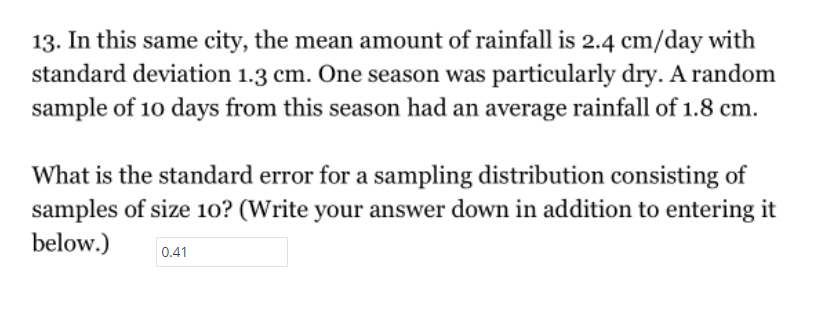 13. In this same city, the mean amount of rainfall is 2.4 cm/day with
standard deviation 1.3 cm. One season was particularly dry. A random
sample of 10 days from this season had an average rainfall of 1.8 cm.
What is the standard error for a sampling distribution consisting of
samples of size 10? (Write your answer down in addition to entering it
below.) 0.41